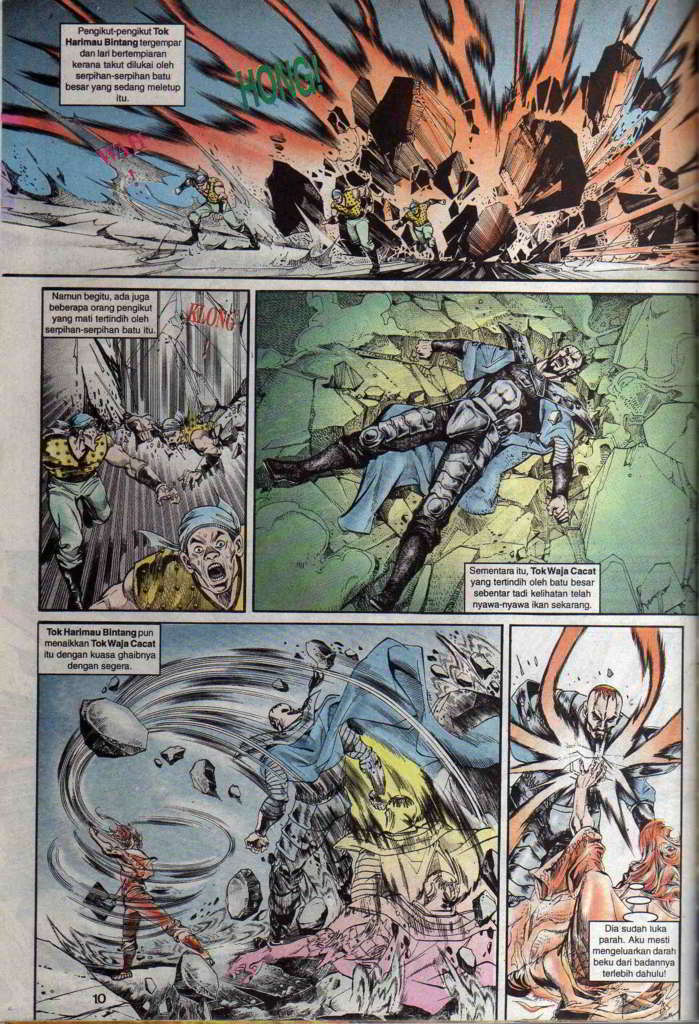 Pengikut-pengikut Tok
Harimau Bintang tergempar
dan lari bertempiaran
kerana takut dilukai oleh
serpihan-serpihan batu
besar yang sedang meletup
itu.
HONG!
WAH!
Namun begitu, ada juga
beberapa orang pengikut
yang mati tertindih oleh
serpihan-serpihan batu itu.
KLONG
Sementara itu, Tok Waja Cacat
yang tertindih oleh batu besar
sebentar tadi kelihatan telah
nyawa-nyawa ikan sekarang.
Tok Harimau Bintang pun
menaikkan Tok Waja Cacat
itu dengan kuasa ghaibnya
dengan segera.
Dia sudah luka
parah. Aku mesti
mengeluarkan darah
beku dari badannya
terlebih dahulu!
10